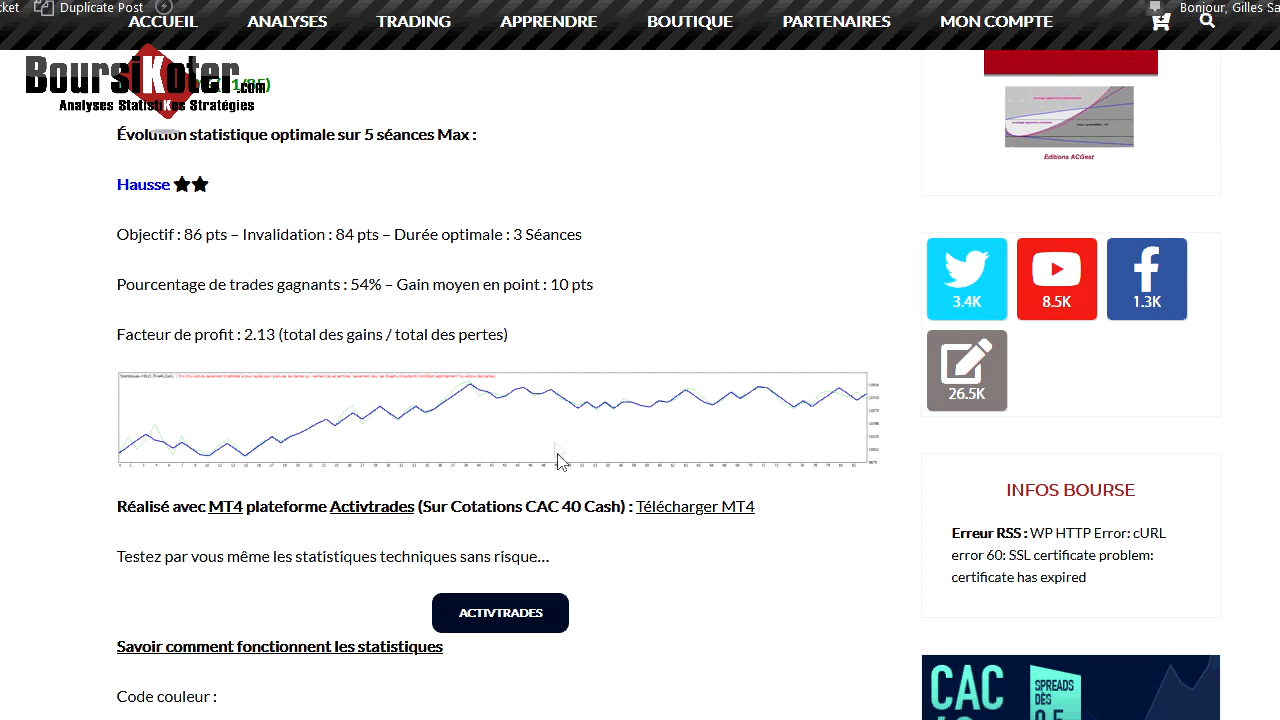 cket
Duplicate Post
Bonjour, Gilles Sa
ACCUEIL
ANALYSES
TRADING
APPRENDRE
BOUTIQUE
PARTENAIRES
MON COMPTE
BoursiKoter.com
Analyses StatistiKes Stratégies
Évolution statistique optimale sur 5 séances Max :
Hausse
Objectif : 86 pts – Invalidation : 84 pts – Durée optimale : 3 Séances
Pourcentage de trades gagnants : 54% – Gain moyen en point : 10 pts
Facteur de profit : 2.13 (total des gains / total des pertes)
Réalisé avec MT4 plateforme Activtrades (Sur Cotations CAC 40 Cash) : Télécharger MT4
Testez par vous même les statistiques techniques sans risque…
ACTIVTRADES
Savoir comment fonctionnent les statistiques
Code couleur :
Editions ACGest
3.4K
8.5K
1.3K
26.5K
INFOS BOURSE
Erreur RSS : WP HTTP Error: cURL
error 60: SSL certificate problem:
certificate has expired
CAC
SPREADS
DÈS